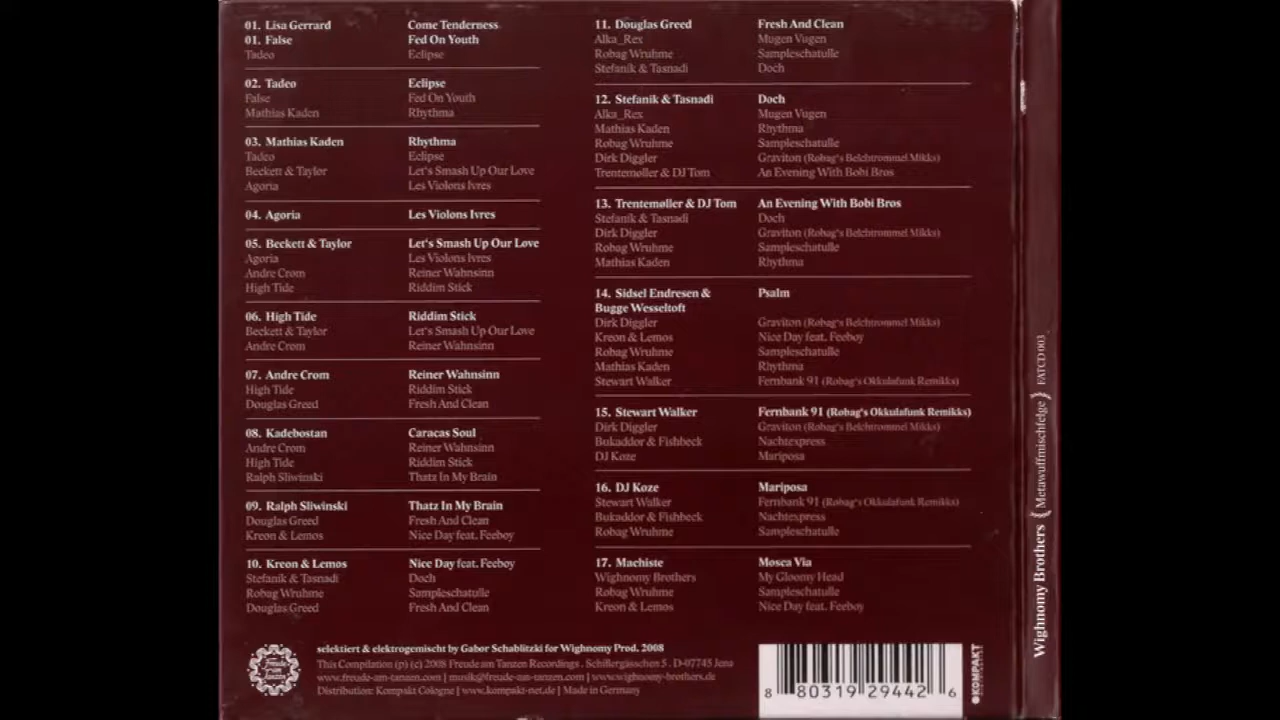 01. Lisa Gerrard Come Tenderness
01. False Fed On Youth
Tadeo Eclipse
02. Tadeo Eclipse
False Fed On Youth
Mathias Kaden Rhythma
03. Mathias Kaden Rhythma
Tadeo Eclipse
Beckett & Taylor Let's Smash Up Our Love
Agoria Les Violons Ivres
04. Agoria Les Violons Ivres
05. Beckett & Taylor Let's Smash Up Our Love
Agoria Les Violons Ivres
Andre Crom Reiner Wahnsinn
High Tide Riddim Stick
06. High Tide Riddim Stick
Beckett & Taylor Let's Smash Up Our Love
Andre Crom Reiner Wahnsinn
07. Andre Crom Reiner Wahnsinn
High Tide Riddim Stick
Douglas Greed Fresh And Clean
08. Kadebostan Caracas Soul
Andre Crom Reiner Wahnsinn
High Tide Riddim Stick
Ralph Sliwinski Thatz In My Brain
09. Ralph Sliwinski Thatz In My Brain
Douglas Greed Fresh And Clean
Kreon & Lemos Nice Day feat. Feeboy
10. Kreon & Lemos Nice Day feat. Feeboy
Stefanik & Tasnadi Doch
Robag Wruhme Sampleschatulle
Douglas Greed Fresh And Clean
11. Douglas Greed Fresh And Clean
Alka_Rex Mugen Vugen
Robag Wruhme Sampleschatulle
Stefanik & Tasnadi Doch
12. Stefanik & Tasnadi Doch
Alka_Rex Mugen Vugen
Mathias Kaden Rhythma
Robag Wruhme Sampleschatulle
Dirk Diggler Graviton (Robag's Belchtrommel Mikks)
Trentemøller & DJ Tom An Evening With Bobi Bros
13. Trentemøller & DJ Tom An Evening With Bobi Bros
Stefanik & Tasnadi Doch
Dirk Diggler Graviton (Robag's Belchtrommel Mikks)
Robag Wruhme Sampleschatulle
Mathias Kaden Rhythma
14. Sidsel Endresen & Psalm
Bugge Wesseltoft
Dirk Diggler Graviton (Robag's Belchtrommel Mikks)
Kreon & Lemos Nice Day feat. Feeboy
Robag Wruhme Sampleschatulle
Mathias Kaden Rhythma
Stewart Walker Fernbank 91 (Robag's Okkulafunk Remikks)
15. Stewart Walker Fernbank 91 (Robag's Okkulafunk Remikks)
Dirk Diggler Graviton (Robag's Belchtrommel Mikks)
Bukaddor & Fishbeck Nachtexpress
DJ Koze Mariposa
16. DJ Koze Mariposa
Stewart Walker Fernbank 91 (Robag's Okkulafunk Remikks)
Bukaddor & Fishbeck Nachtexpress
Robag Wruhme Sampleschatulle
17. Machiste Mosca Via
Wighnomy Brothers My Gloomy Head
Robag Wruhme Sampleschatulle
Kreon & Lemos Nice Day feat. Feeboy
Freude am Tanzen
selektiert & elektrogemischt by Gabor Schablitzki for Wighnomy Prod. 2008
This Compilation (p) (c) 2008 Freude am Tanzen Recordings . Schillergässchen 5 . D-07745 Jena
www.freude-am-tanzen.com | musik@freude-am-tanzen.com | www.wighnomy-brothers.de
Distribution: Kompakt Cologne | www.kompakt-net.de | Made in Germany
8 80319 29442 6
KOMPAKT
Wighnomy Brothers {Metawuffmischfelge} FATCD003